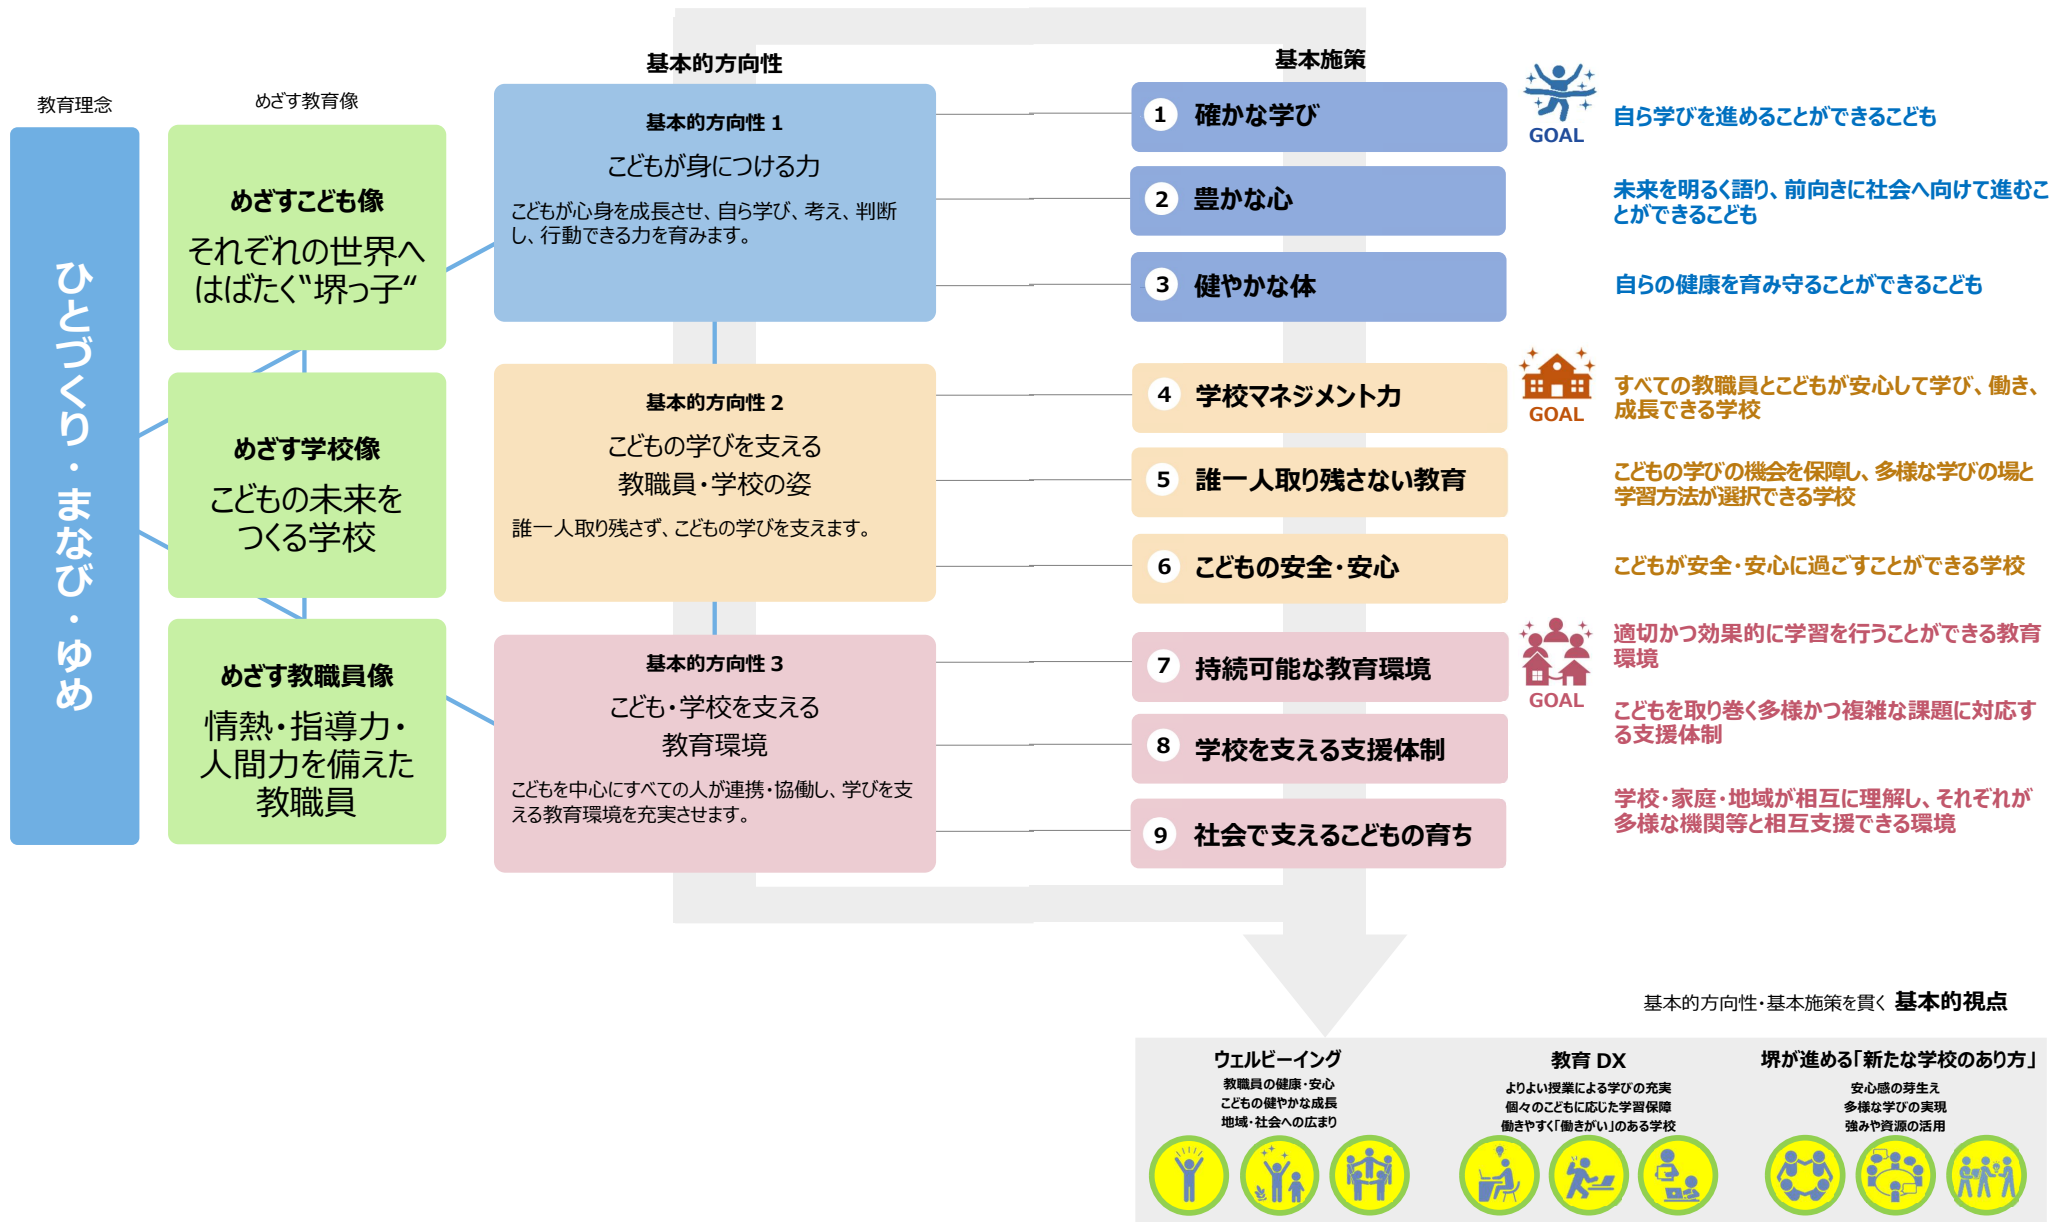 教育理念
ひとづくり・まなび・ゆめ
めざす教育像
めざすこども像
それぞれの世界へ
はばたく“堺っ子“
めざす学校像
こどもの未来を
つくる学校
めざす教職員像
情熱・指導力・
人間力を備えた
教職員
基本的方向性
基本的方向性 1
こどもが身につける力
こどもが心身を成長させ、自ら学び、考え、判断
し、行動できる力を育みます。
基本的方向性 2
こどもの学びを支える
教職員・学校の姿
誰一人取り残さず、こどもの学びを支えます。
基本的方向性 3
こども・学校を支える
教育環境
こどもを中心にすべての人が連携・協働し、学びを支
える教育環境を充実させます。
基本施策
1 確かな学び
GOAL
自ら学びを進めることができるこども
2 豊かな心
未来を明るく語り、前向きに社会へ向けて進むこ
とができるこども
3 健やかな体
自らの健康を育み守ることができるこども
4 学校マネジメント力
GOAL
すべての教職員とこどもが安心して学び、働き、
成長できる学校
5 誰一人取り残さない教育
こどもの学びの機会を保障し、多様な学びの場と
学習方法が選択できる学校
6 こどもの安全・安心
こどもが安全・安心に過ごすことができる学校
7 持続可能な教育環境
GOAL
適切かつ効果的に学習を行うことができる教育
環境
8 学校を支える支援体制
こどもを取り巻く多様かつ複雑な課題に対応す
る支援体制
9 社会で支えるこどもの育ち
学校・家庭・地域が相互に理解し、それぞれが
多様な機関等と相互支援できる環境
基本的方向性・基本施策を貫く 基本的視点
ウェルビーイング
教職員の健康・安心
こどもの健やかな成長
地域・社会への広まり
教育 DX
よりよい授業による学びの充実
個々のこどもに応じた学習保障
働きやすく「働きがい」のある学校
堺が進める「新たな学校のあり方」
安心感の芽生え
多様な学びの実現
強みや資源の活用